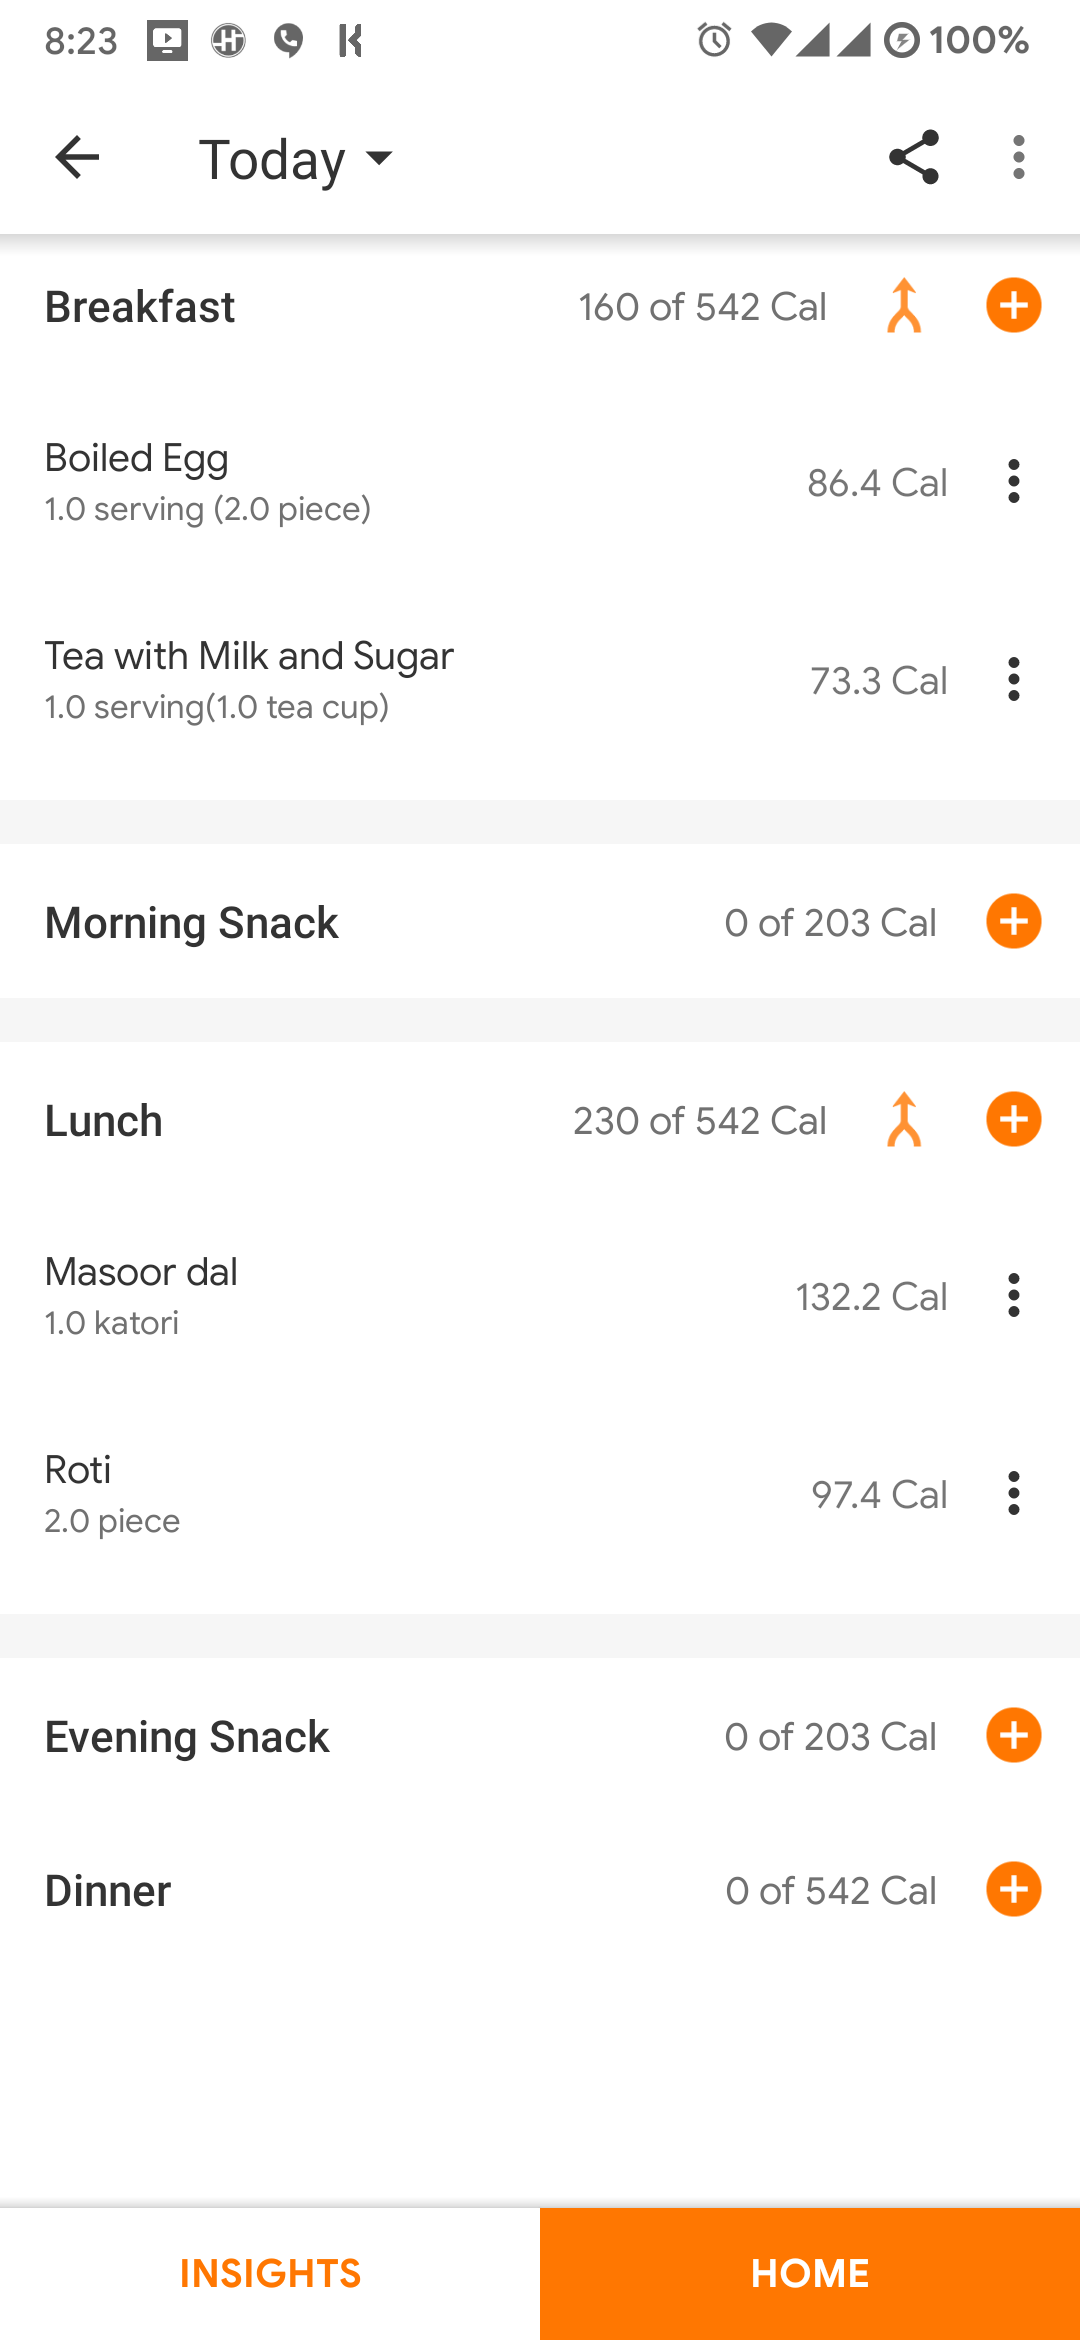 8:23 100%
Today
Breakfast 160 of 542 Cal
Boiled Egg
1.0 serving (2.0 piece)
86.4 Cal
Tea with Milk and Sugar
1.0 serving(1.0 tea cup)
73.3 Cal
Morning Snack 0 of 203 Cal
Lunch 230 of 542 Cal
Masoor dal
1.0 katori
132.2 Cal
Roti
2.0 piece
97.4 Cal
Evening Snack 0 of 203 Cal
Dinner 0 of 542 Cal
INSIGHTS HOME